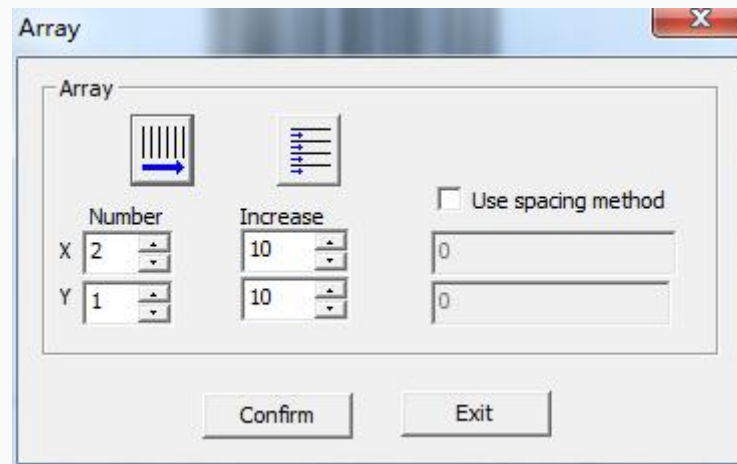 Array
Array
Use spacing method
Number Increase
X 2 10 0
Y 1 10 0
Confirm Exit